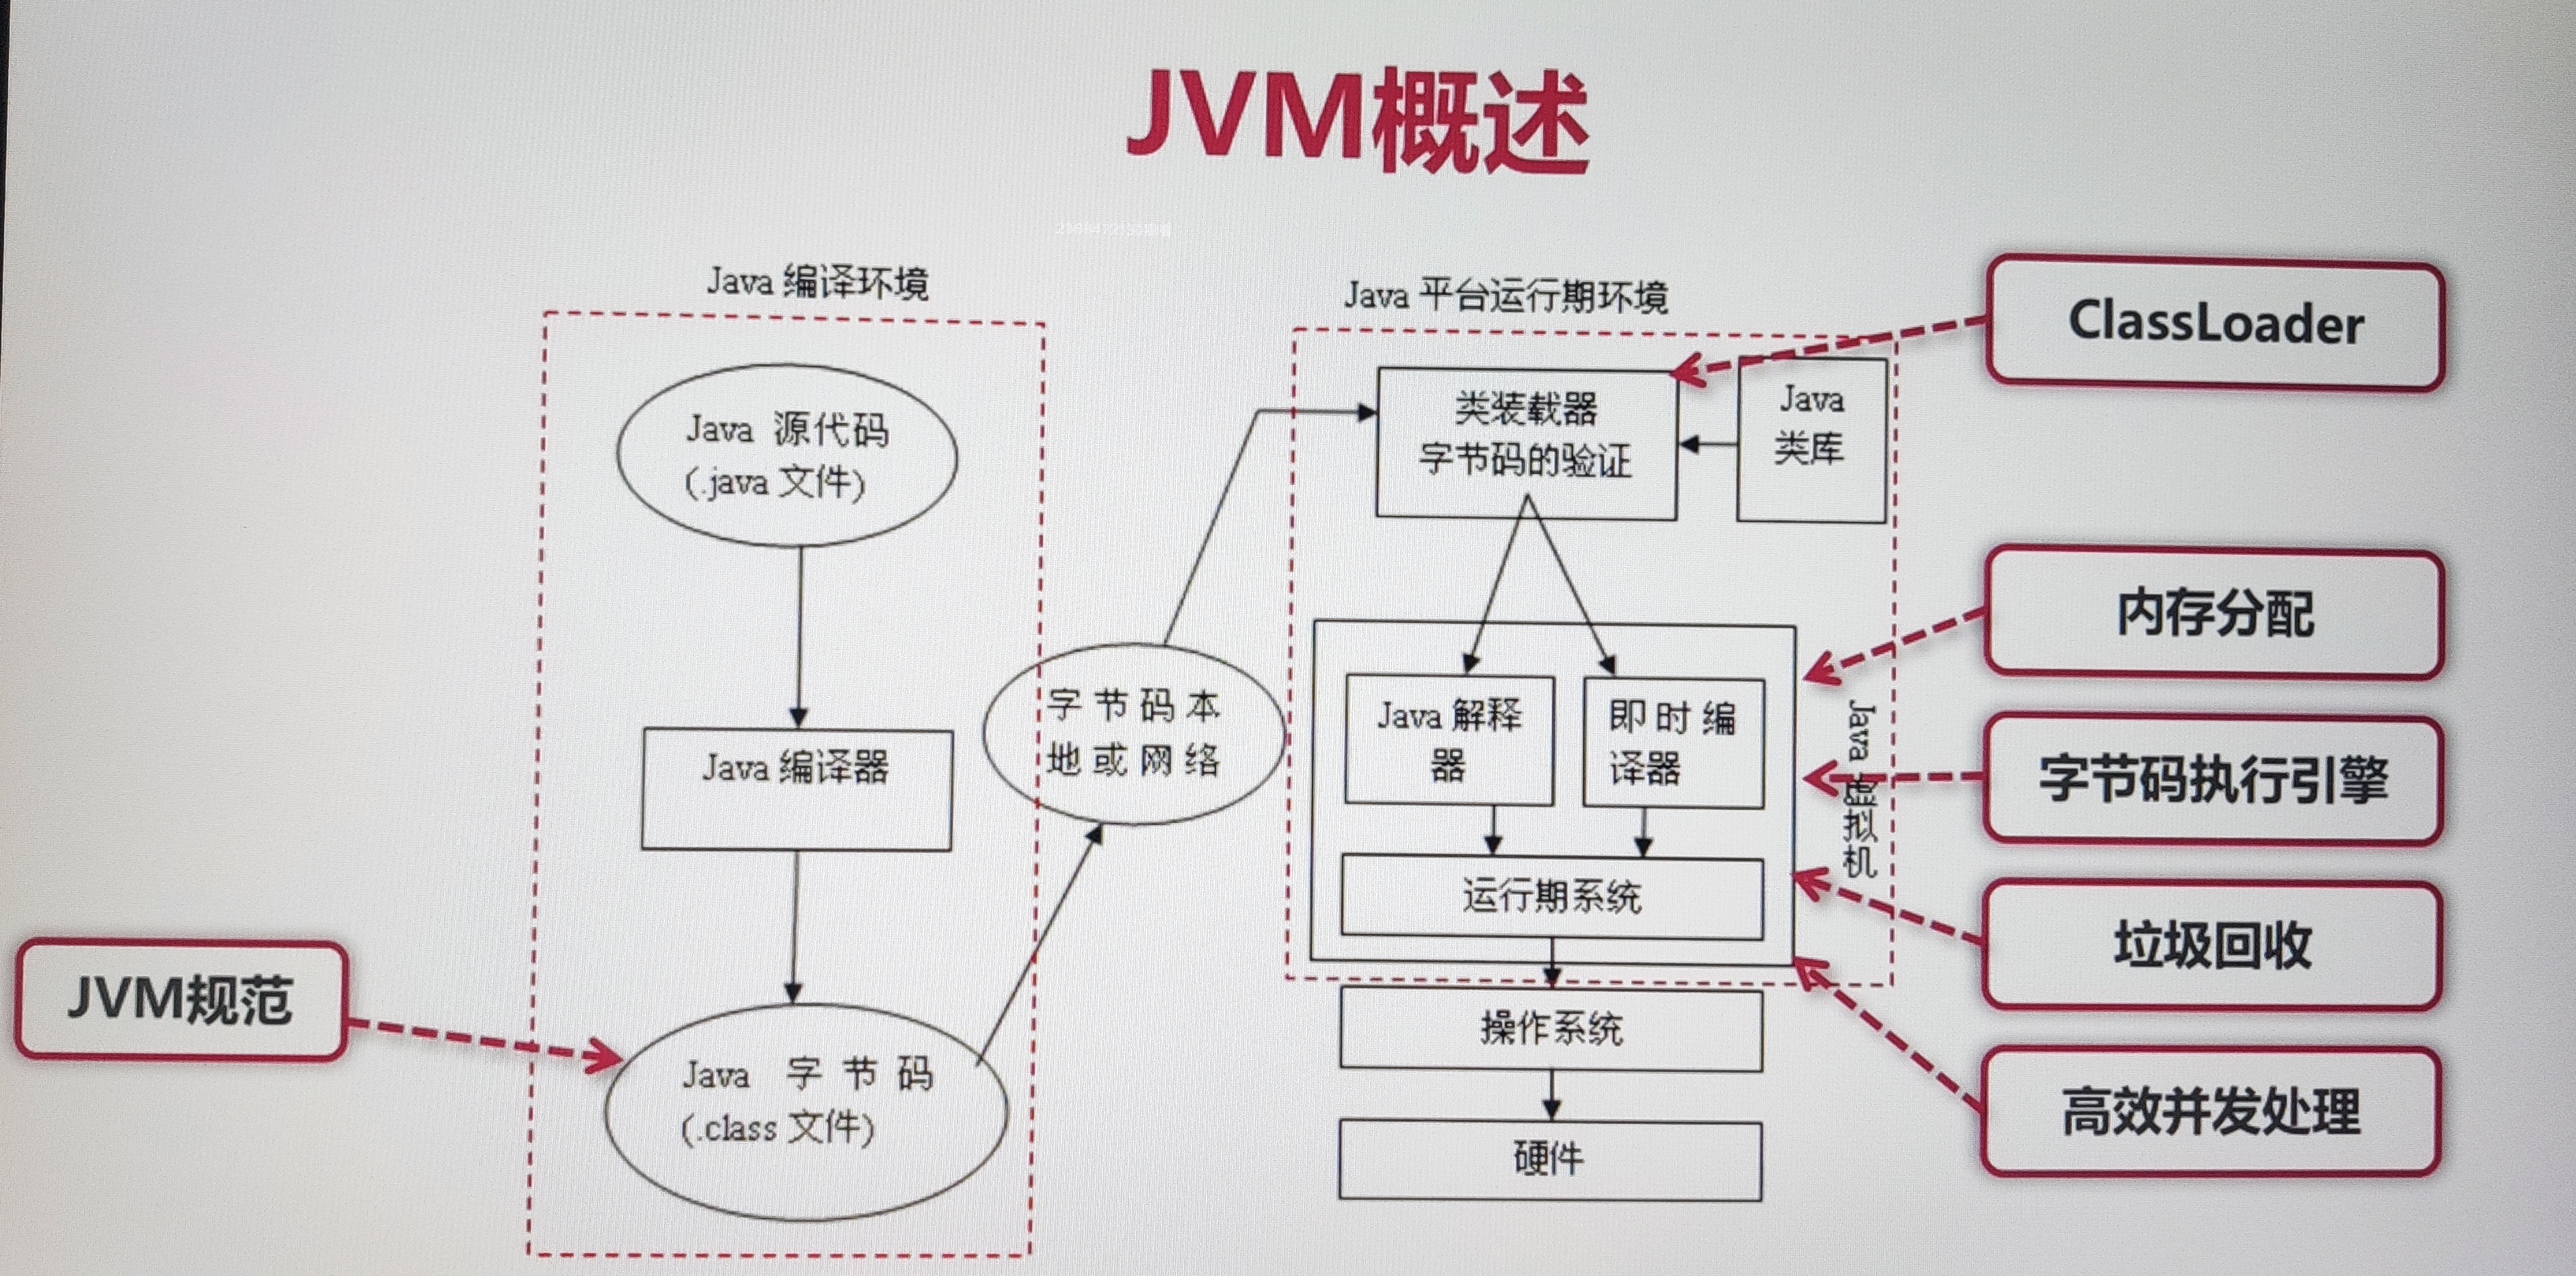 JVM概述
Java 编译环境
Java 源代码
(.java 文件)
Java 编译器
Java 字节码
(.class 文件)
JVM规范
字节码本
地或网络
Java 平台运行期环境
类装载器
字节码的验证
Java
类库
Java 解释
器
即时编
译器
运行期系统
Java 虚拟机
操作系统
硬件
ClassLoader
内存分配
字节码执行引擎
垃圾回收
高效并发处理